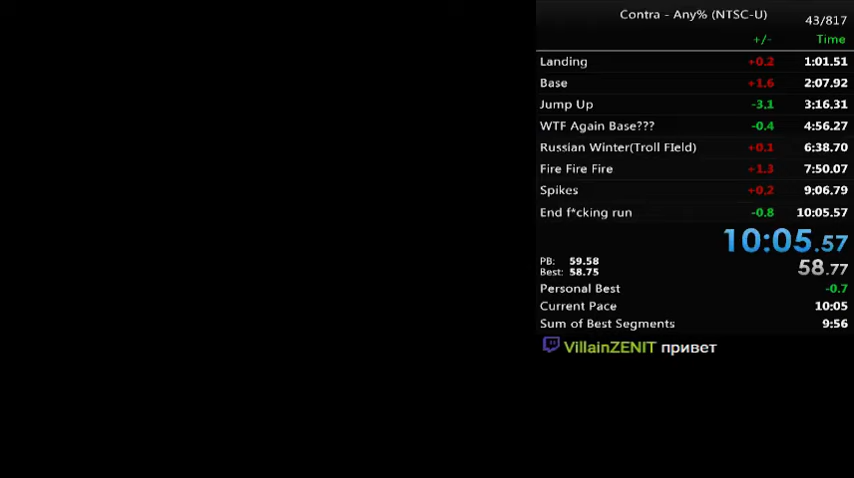 Contra - Any% (NTSC-U)
43/817
+/- Time
Landing +0.2 1:01.51
Base +1.6 2:07.92
Jump Up -3.1 3:16.31
WTF Again Base??? -0.4 4:56.27
Russian Winter(Troll FIeld) +0.1 6:38.70
Fire Fire Fire +1.3 7:50.07
Spikes +0.2 9:06.79
End f*cking run -0.8 10:05.57
10:05.57
PB: 59.58
Best: 58.75
58.77
Personal Best -0.7
Current Pace 10:05
Sum of Best Segments 9:56
VillainZENIT привет